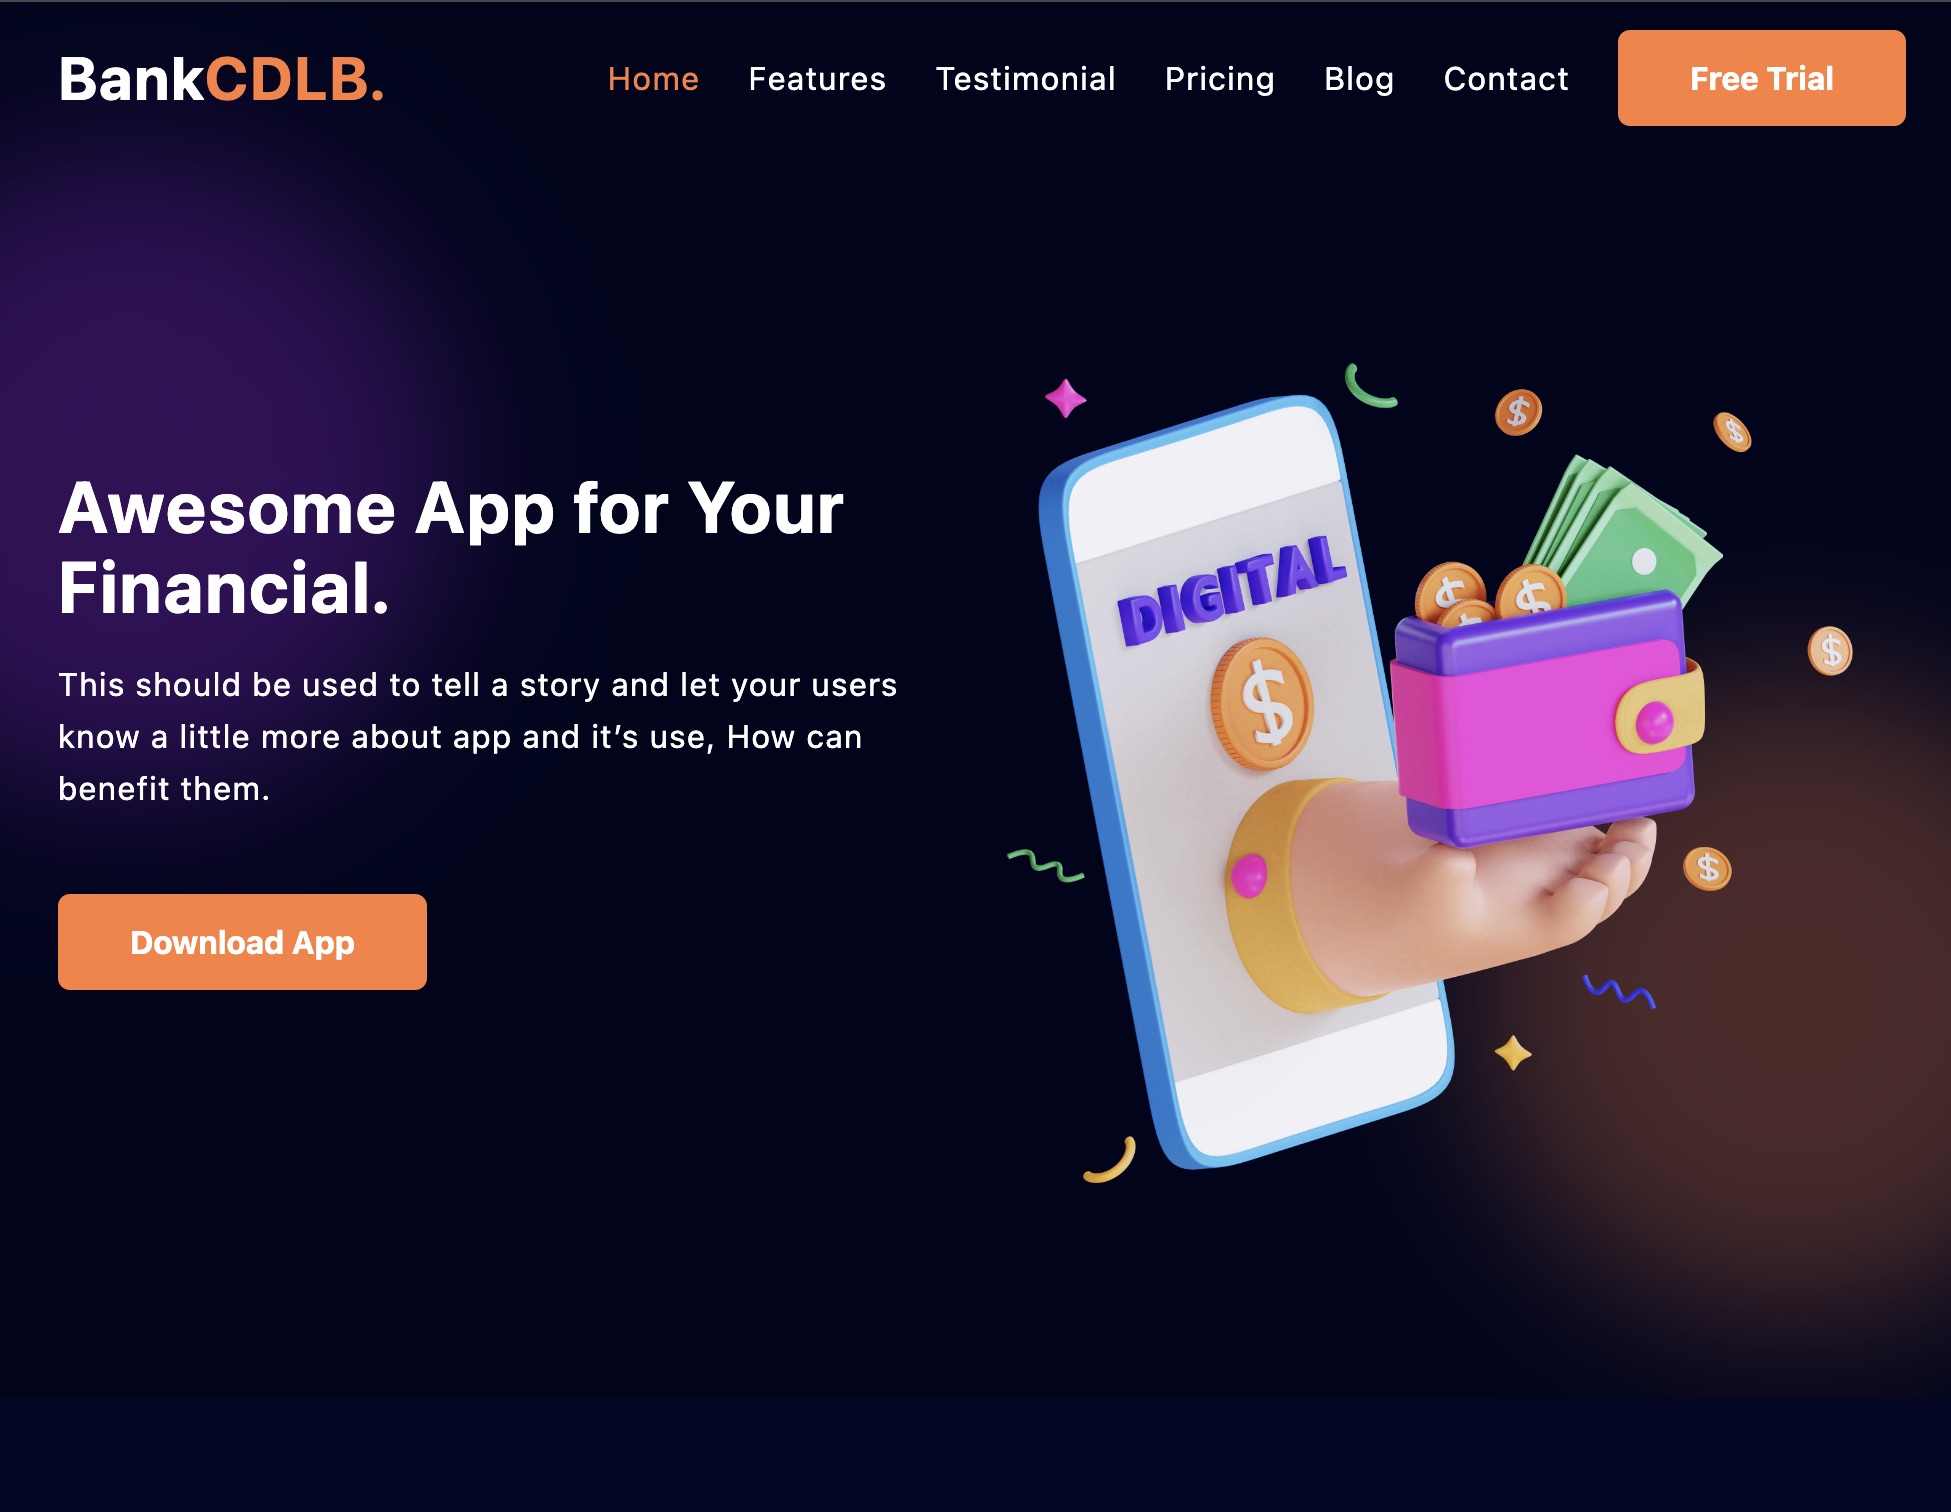 BankCDLB.
Home Features Testimonial Pricing Blog Contact Free Trial
Awesome App for Your
Financial.
This should be used to tell a story and let your users
know a little more about app and it’s use, How can
benefit them.
Download App
DIGITAL
$
$
$
$
$
$
$
$